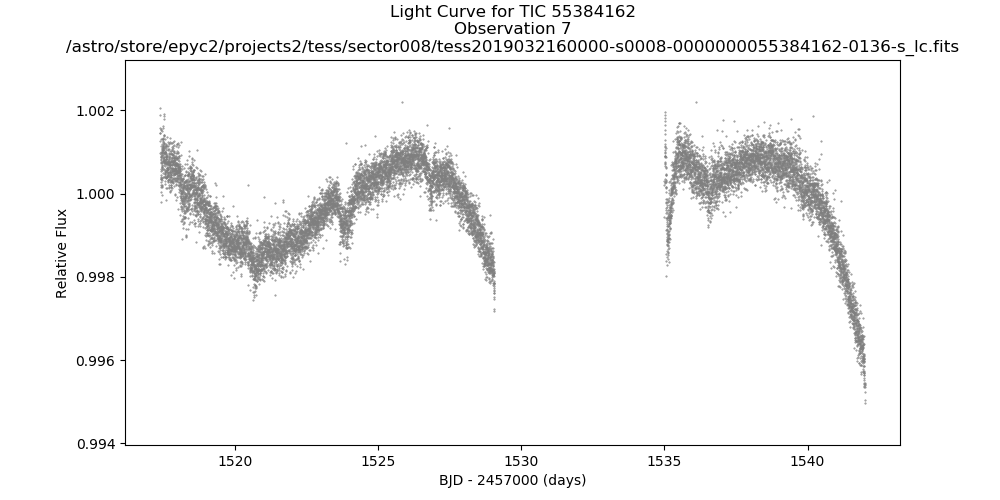 Light Curve for TIC 55384162
Observation 7
/astro/store/epyc2/projects2/tess/sector008/tess2019032160000-s0008-0000000055384162-0136-s_lc.fits
1.002
1.000
0.998
0.996
0.994
Relative Flux
1520
1525
1530
1535
1540
BJD - 2457000 (days)